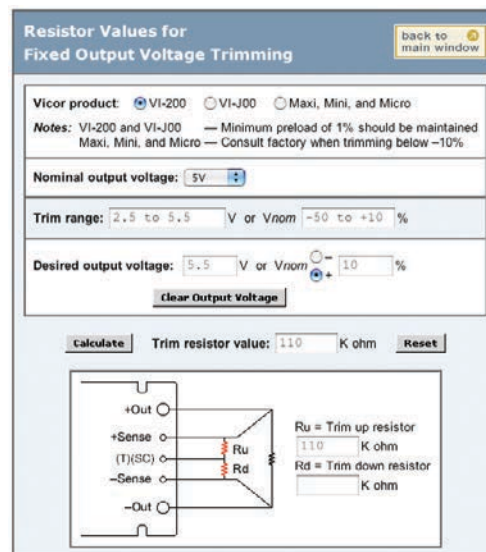 Resistor Values for
Fixed Output Voltage Trimming
back to
main window
Vicor product: VI-200 VI-J00 Maxi, Mini, and Micro
Notes: VI-200 and VI-J00 — Minimum preload of 1% should be maintained
Maxi, Mini, and Micro — Consult factory when trimming below –10%
Nominal output voltage: 5V
Trim range: 2.5 to 5.5 V or Vnom -50 to +10 %
Desired output voltage: 5.5 V or Vnom – + 10 %
Clear Output Voltage
Calculate Trim resistor value: 110 K ohm Reset
+Out
+Sense
(T)(SC)
–Sense
–Out
Ru
Rd
Ru = Trim up resistor
110 K ohm
Rd = Trim down resistor
K ohm